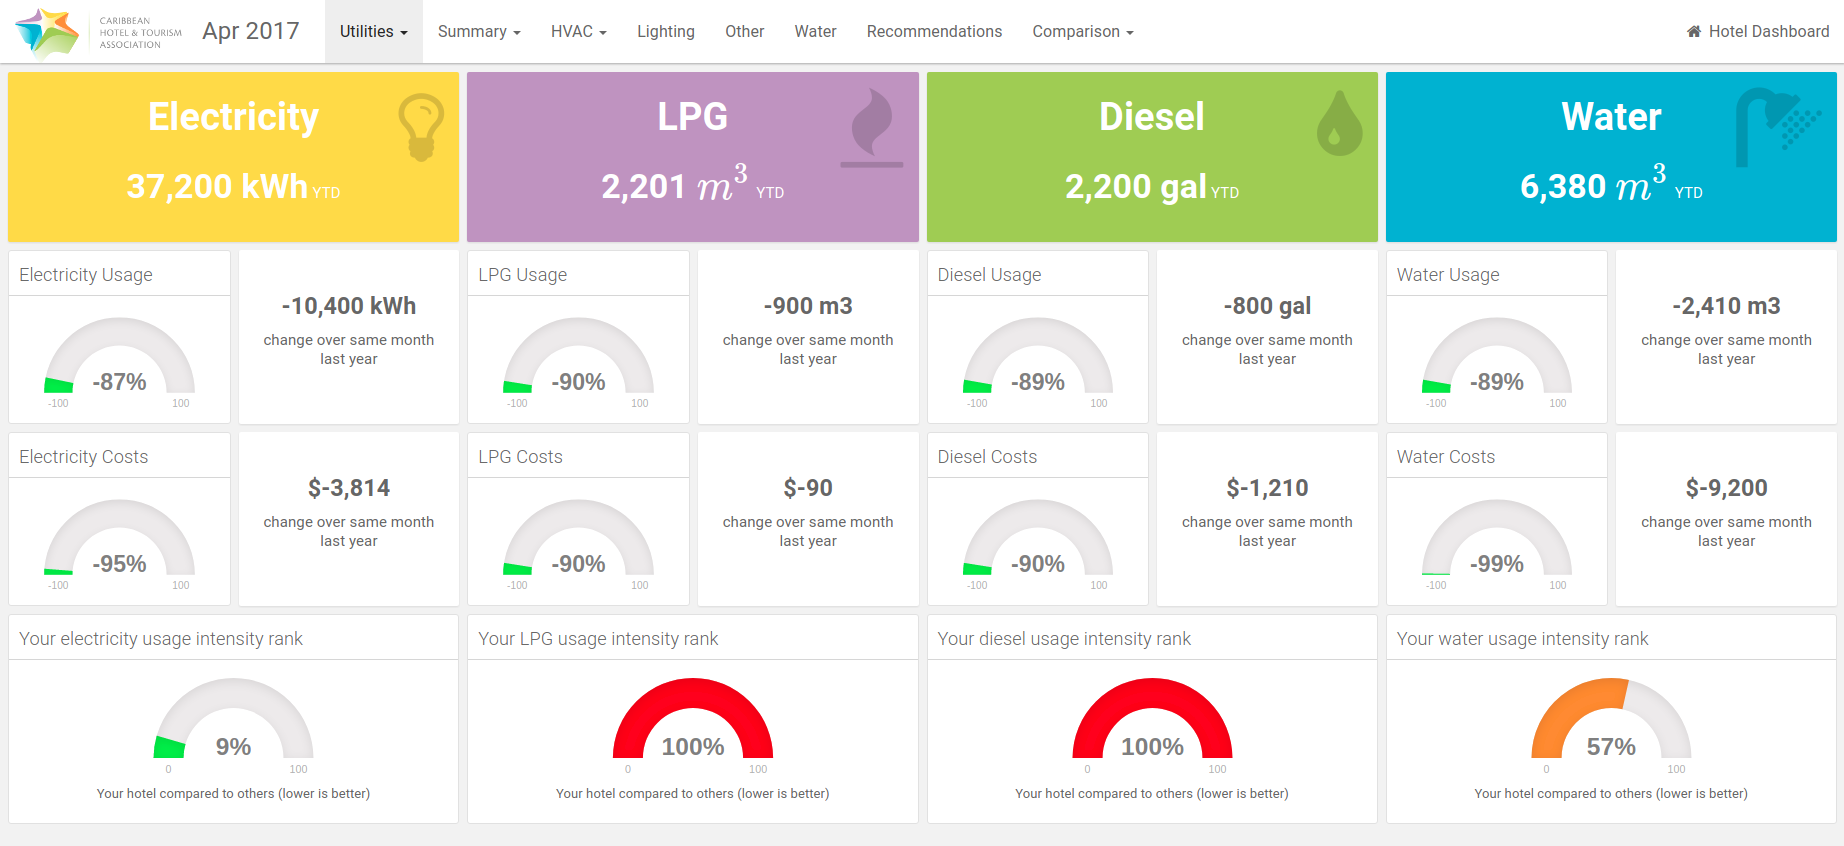 CARIBBEAN
HOTEL & TOURISM
ASSOCIATION
Apr 2017
Utilities
Summary
HVAC
Lighting
Other
Water
Recommendations
Comparison
Hotel Dashboard
Electricity
37,200 kWh YTD
LPG
2,201 m³ YTD
Diesel
2,200 gal YTD
Water
6,380 m³ YTD
Electricity Usage
-87%
-100 100
-10,400 kWh
change over same month
last year
LPG Usage
-90%
-100 100
-900 m3
change over same month
last year
Diesel Usage
-89%
-100 100
-800 gal
change over same month
last year
Water Usage
-89%
-100 100
-2,410 m3
change over same month
last year
Electricity Costs
-95%
-100 100
$-3,814
change over same month
last year
LPG Costs
-90%
-100 100
$-90
change over same month
last year
Diesel Costs
-90%
-100 100
$-1,210
change over same month
last year
Water Costs
-99%
-100 100
$-9,200
change over same month
last year
Your electricity usage intensity rank
9%
0 100
Your hotel compared to others (lower is better)
Your LPG usage intensity rank
100%
0 100
Your hotel compared to others (lower is better)
Your diesel usage intensity rank
100%
0 100
Your hotel compared to others (lower is better)
Your water usage intensity rank
57%
0 100
Your hotel compared to others (lower is better)